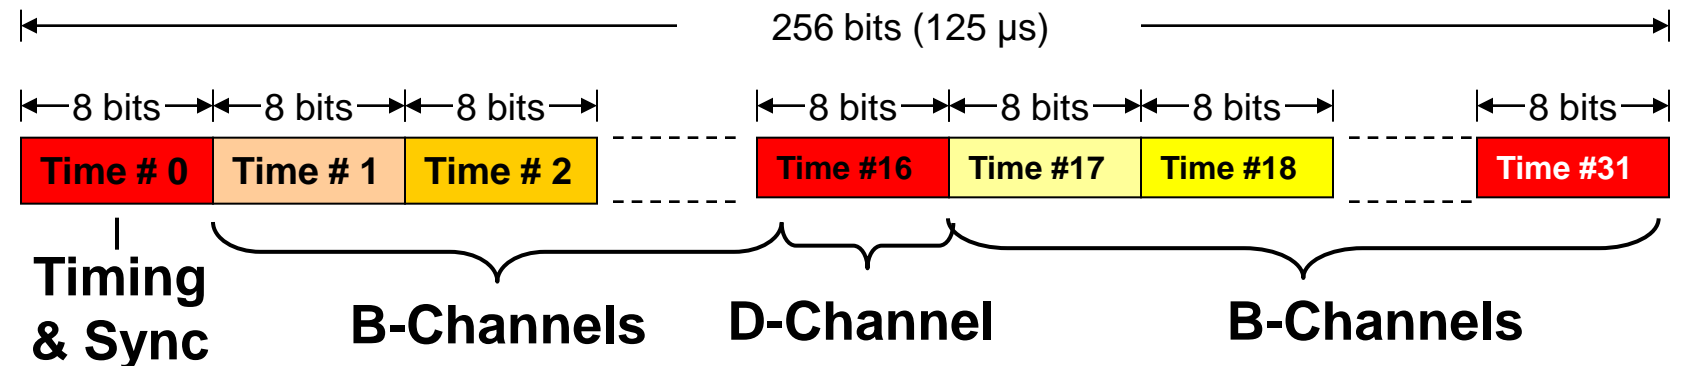 256 bits (125 µs)
8 bits 8 bits 8 bits 8 bits 8 bits 8 bits 8 bits
Time # 0 Time # 1 Time # 2 Time #16 Time #17 Time #18 Time #31
Timing
& Sync
B-Channels D-Channel B-Channels